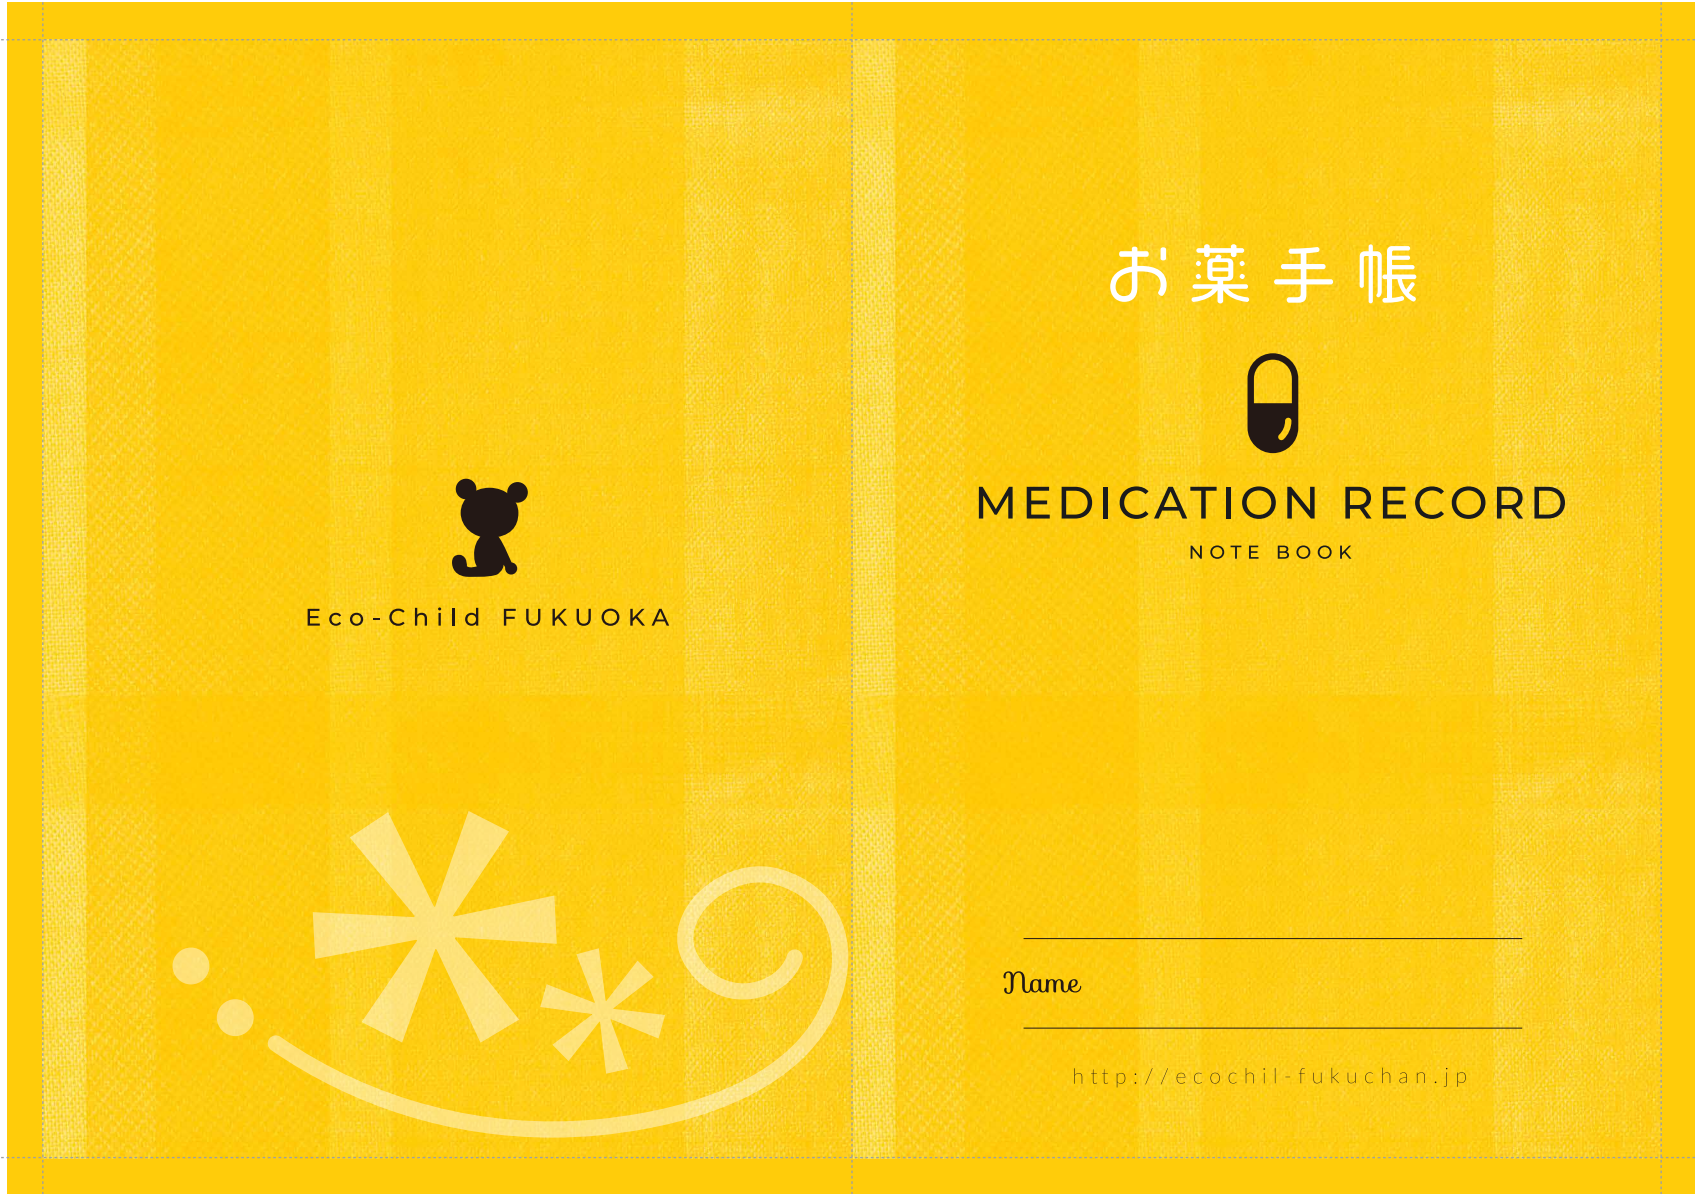 お薬手帳
MEDICATION RECORD
NOTE BOOK
Name
http://ecochil-fukuchan.jp
Eco-Child FUKUOKA